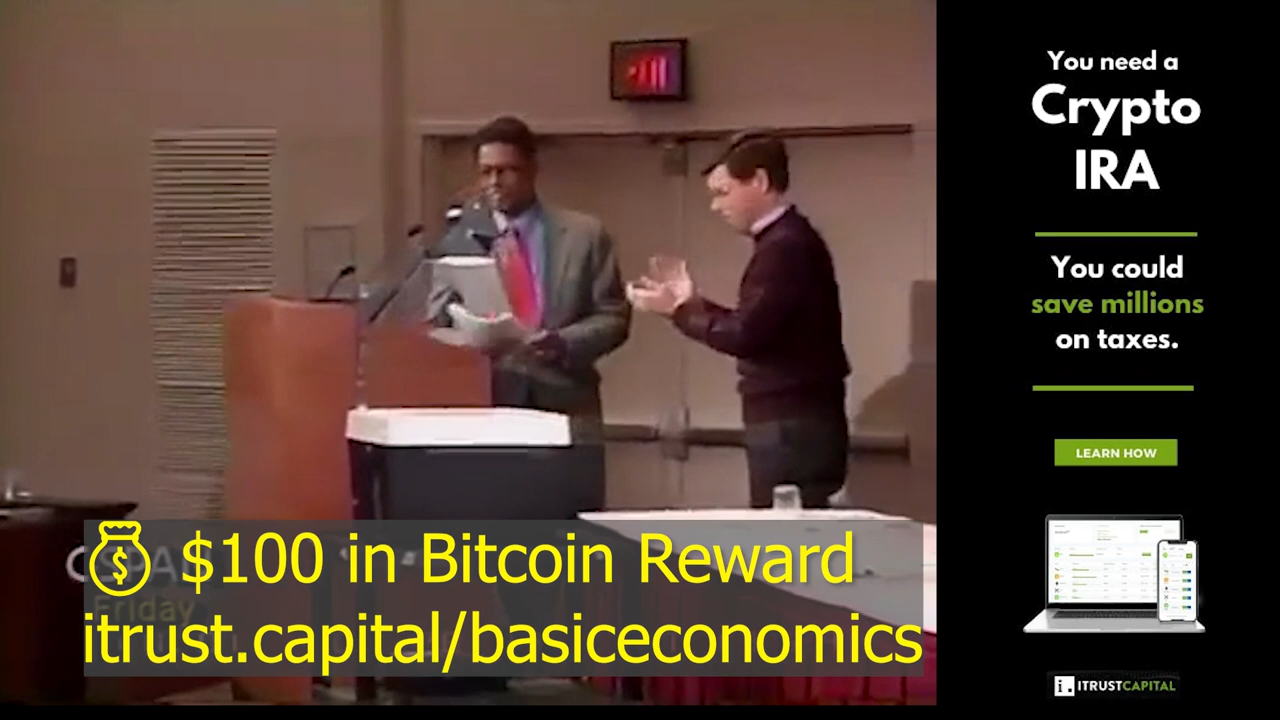 $100 in Bitcoin Reward
itrust.capital/basiceconomics
Friday
You need a
Crypto
IRA
You could
save millions
on taxes.
LEARN HOW
i. ITRUSTCAPITAL